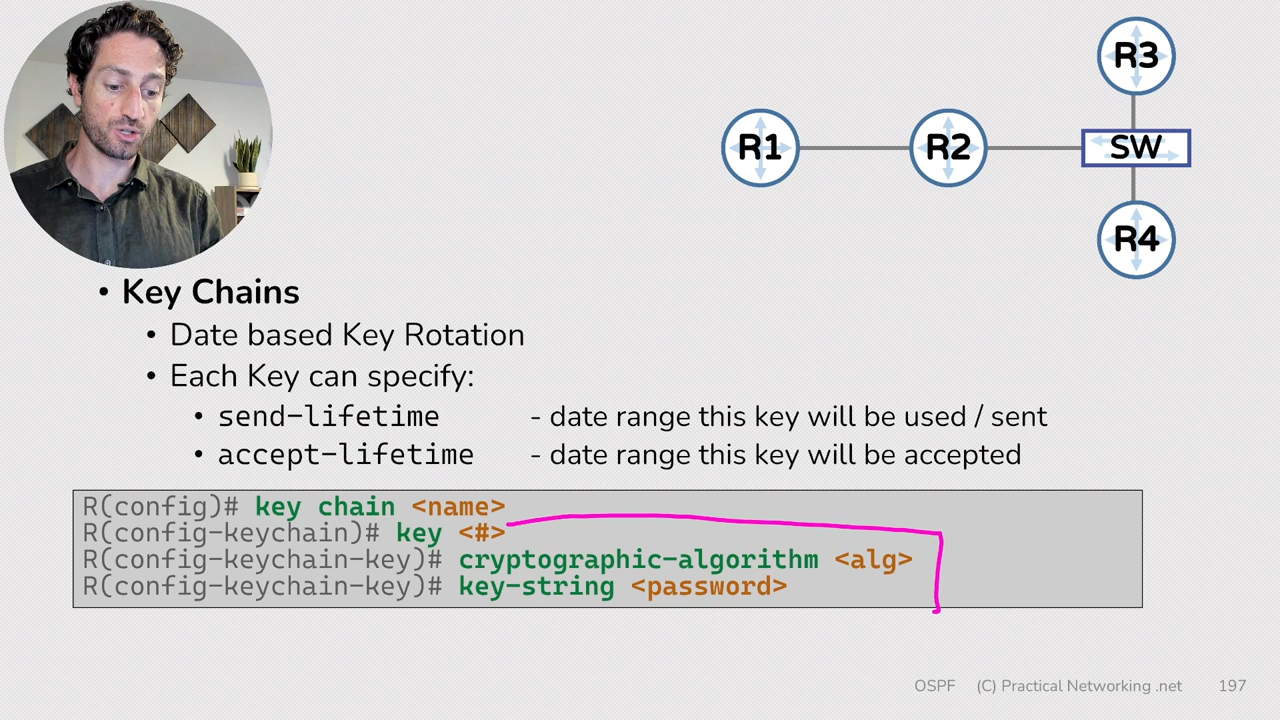 R3
R1
R2
SW
R4
• Key Chains
• Date based Key Rotation
• Each Key can specify:
• send-lifetime - date range this key will be used / sent
• accept-lifetime - date range this key will be accepted
R(config)# key chain <name>
R(config-keychain)# key <#>
R(config-keychain-key)# cryptographic-algorithm <alg>
R(config-keychain-key)# key-string <password>
OSPF (C) Practical Networking .net 197